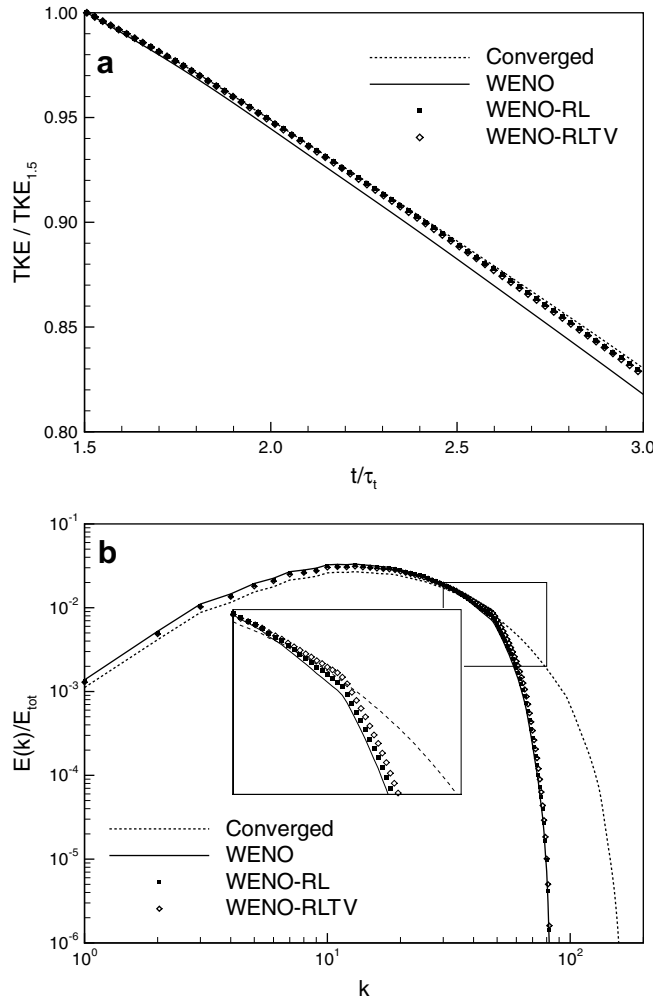 1.00
a
Converged
WENO
WENO-RL
WENO-RLTV
0.95
0.90
0.85
0.80
TKE / TKE1.5
1.5 2.0 2.5 3.0
t/τt
10-1
b
10-2
10-3
10-4
10-5
10-6
E(k)/Etot
Converged
WENO
WENO-RL
WENO-RLTV
100 101 102
k